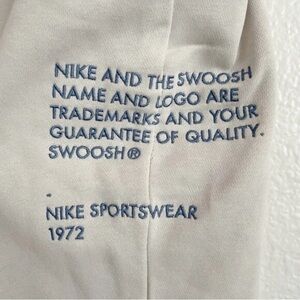 NIKE AND THE SWOOSH
NAME AND LOGO ARE
TRADEMARKS AND YOUR
GUARANTEE OF QUALITY.
SWOOSH®
NIKE SPORTSWEAR
1972